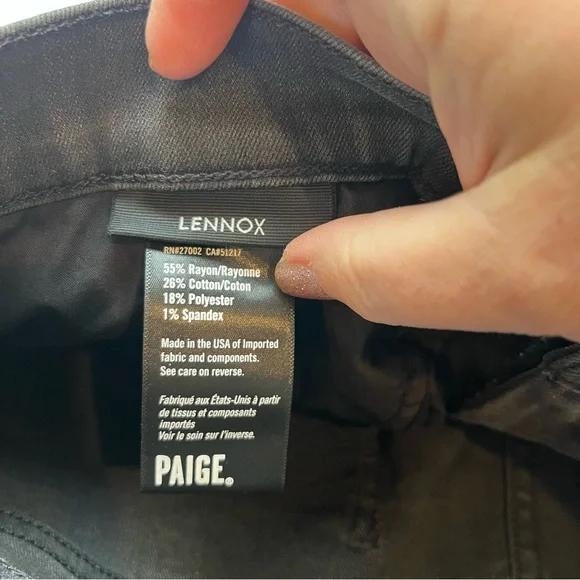 LENNOX
RN#27002 CA#51217
55% Rayon/Rayonne
26% Cotton/Coton
18% Polyester
1% Spandex
Made in the USA of Imported
fabric and components.
See care on reverse.
Fabriqué aux États-Unis à partir
de tissus et composants
importés
Voir le soin sur l'inverse.
PAIGE®